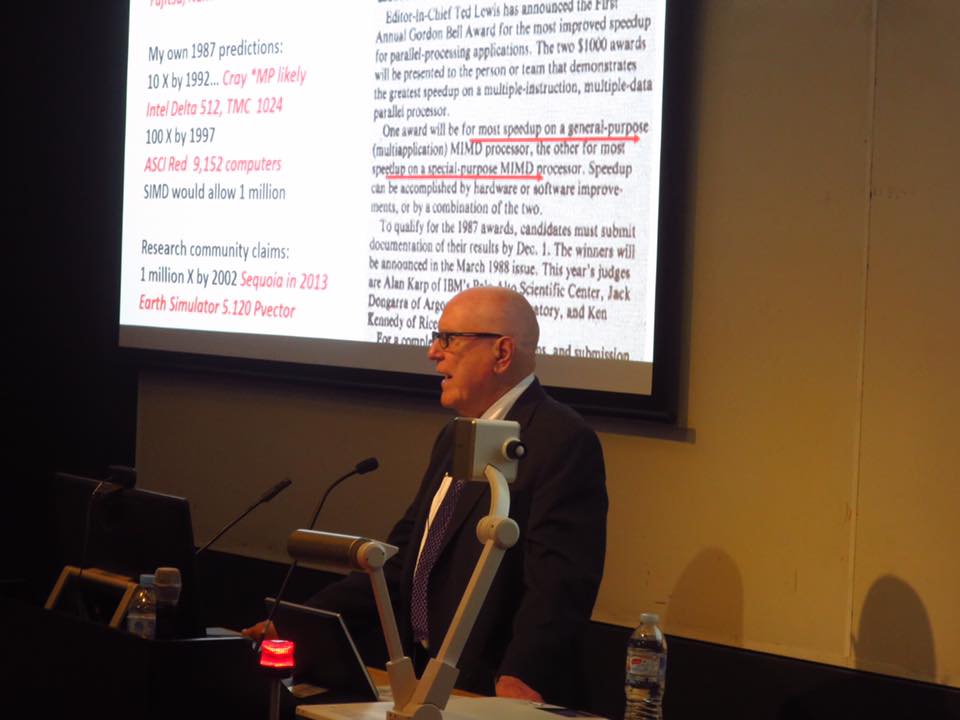 Fujitsu,
My own 1987 predictions:
10 X by 1992... Cray *MP likely
Intel Delta 512, TMC 1024
100 X by 1997
ASCI Red 9,152 computers
SIMD would allow 1 million
Research community claims:
1 million X by 2002 Sequoia in 2013
Earth Simulator 5.120 Pvector
Editor-In-Chief Ted Lewis has announced the First
Annual Gordon Bell Award for the most improved speedup
for parallel-processing applications. The two $1000 awards
will be presented to the person or team that demonstrates
the greatest speedup on a multiple-instruction, multiple-data
parallel processor.
One award will be for most speedup on a general-purpose
(multiapplication) MIMD processor, the other for most
speedup on a special-purpose MIMD processor. Speedup
can be accomplished by hardware or software improve-
ments, or by a combination of the two.
To qualify for the 1987 awards, candidates must submit
documentation of their results by Dec. 1. The winners will
be announced in the March 1988 issue. This year's judges
are Alan Karp of IBM's Palo Alto Scientific Center, Jack
Dongarra of Argo atory, and Ken
Kennedy of Rice
For a comple ns, and submission